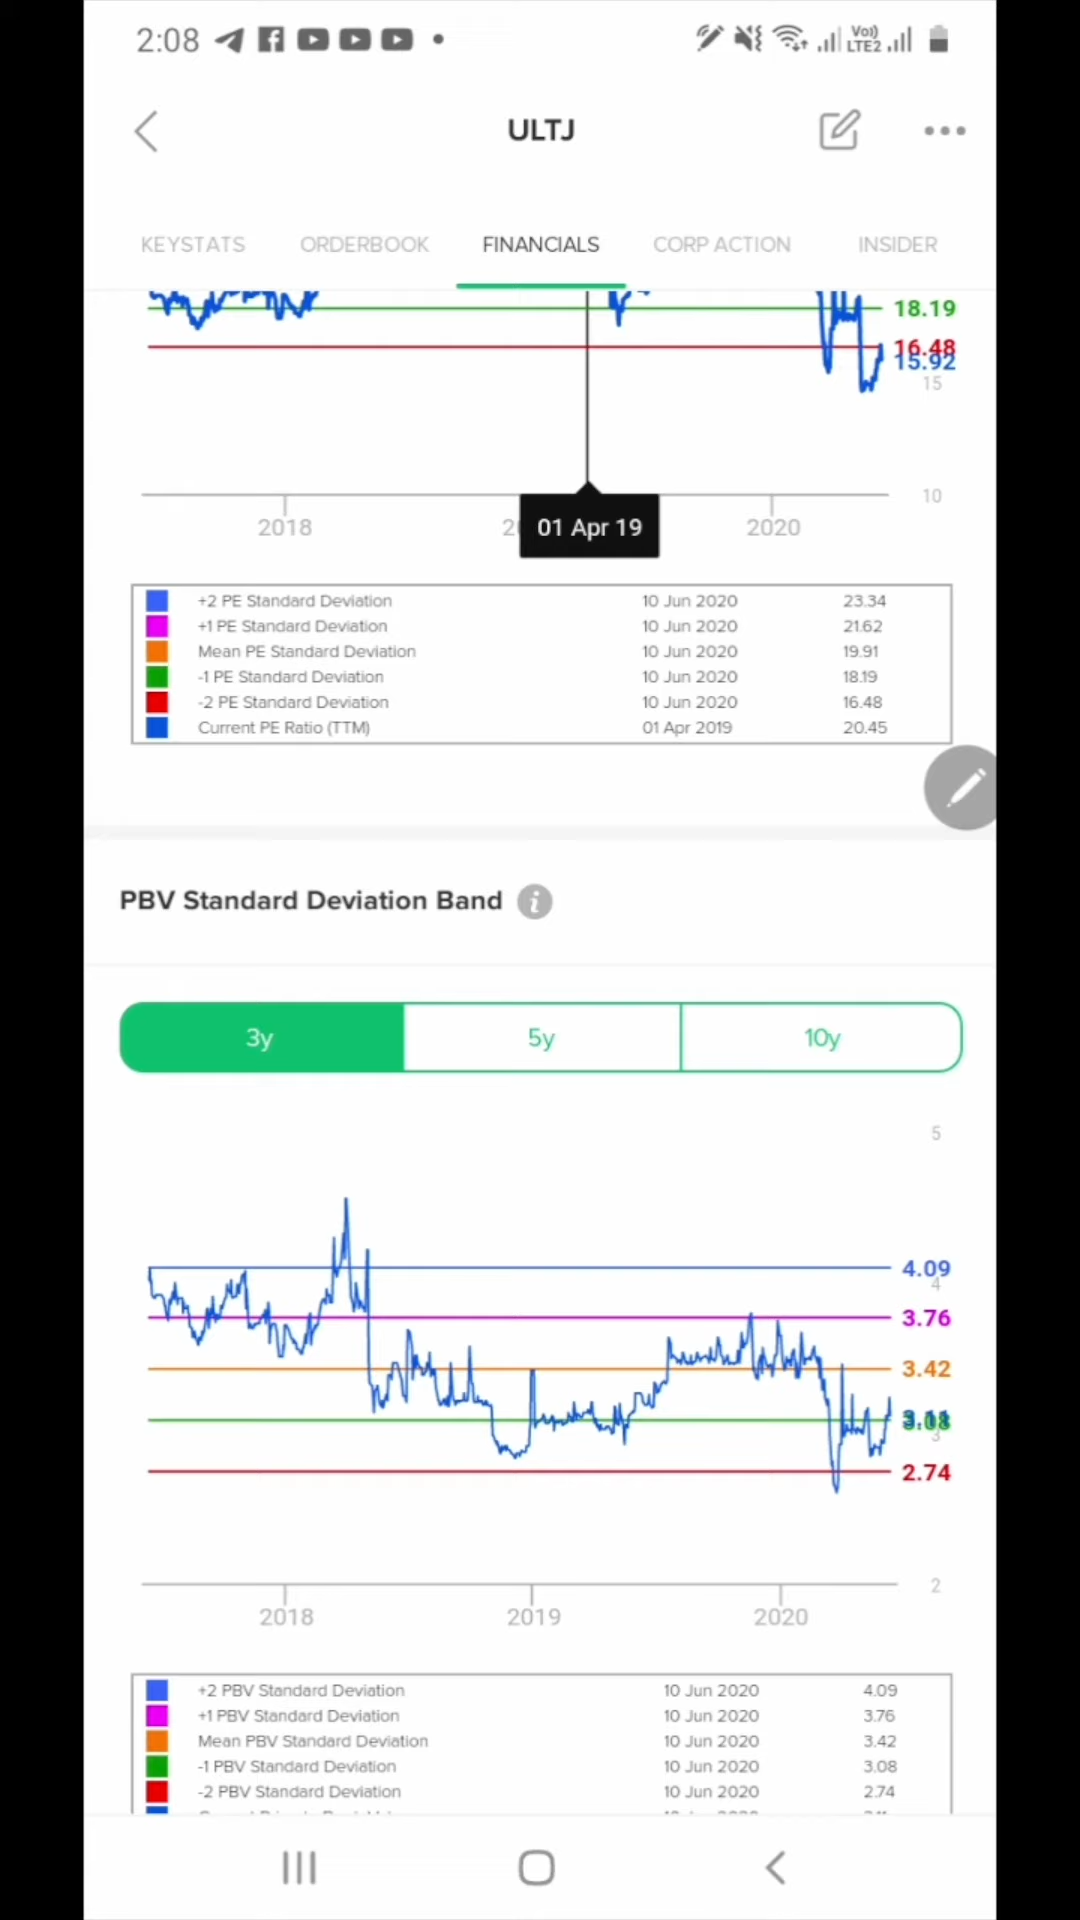 2:08
Vo)) LTE2
ULTJ
KEYSTATS ORDERBOOK FINANCIALS CORP ACTION INSIDER
18.19
16.48
15.92
15
10
2018 01 Apr 19 2020
+2 PE Standard Deviation 10 Jun 2020 23.34
+1 PE Standard Deviation 10 Jun 2020 21.62
Mean PE Standard Deviation 10 Jun 2020 19.91
-1 PE Standard Deviation 10 Jun 2020 18.19
-2 PE Standard Deviation 10 Jun 2020 16.48
Current PE Ratio (TTM) 01 Apr 2019 20.45
PBV Standard Deviation Band
3y 5y 10y
5
4.09
4
3.76
3.42
3.08
3
2.74
2
2018 2019 2020
+2 PBV Standard Deviation 10 Jun 2020 4.09
+1 PBV Standard Deviation 10 Jun 2020 3.76
Mean PBV Standard Deviation 10 Jun 2020 3.42
-1 PBV Standard Deviation 10 Jun 2020 3.08
-2 PBV Standard Deviation 10 Jun 2020 2.74